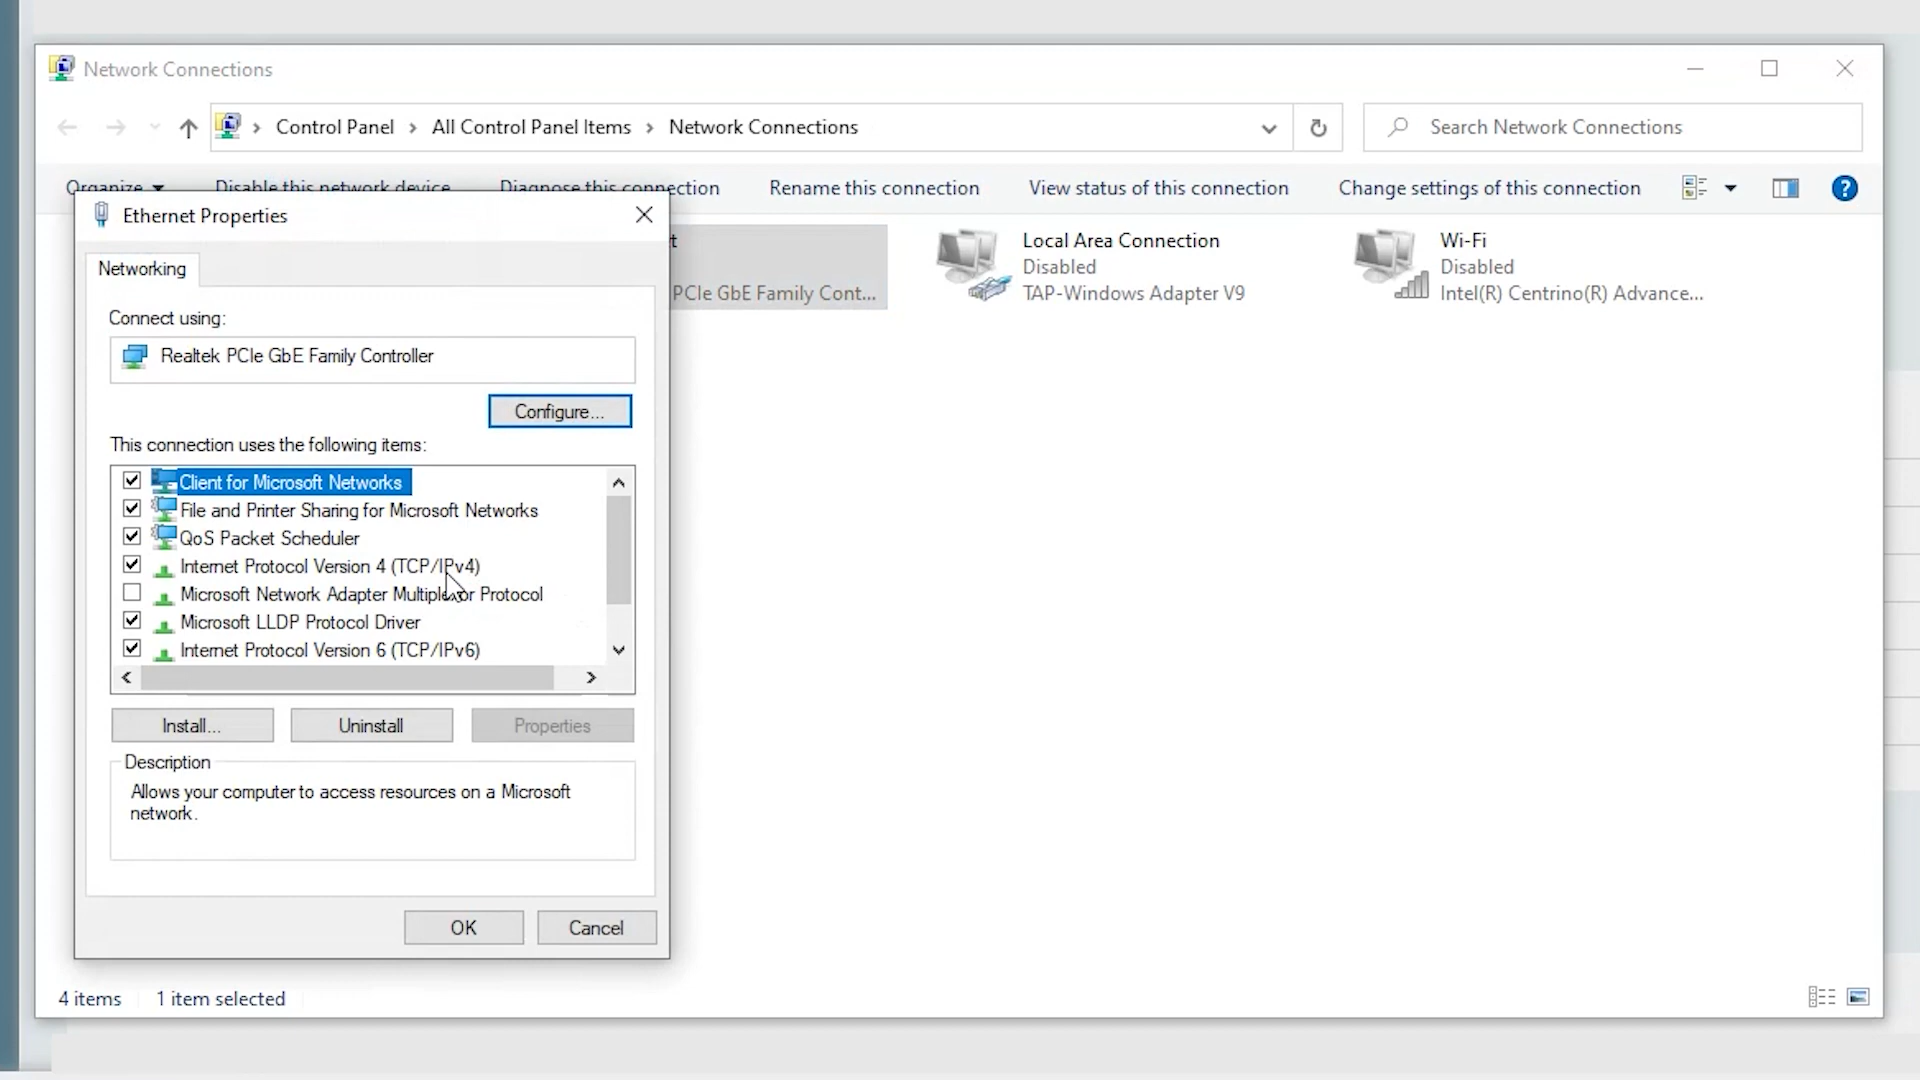 Network Connections
Control Panel > All Control Panel Items > Network Connections
Search Network Connections
Organize
Disable this network device
Diagnose this connection
Rename this connection
View status of this connection
Change settings of this connection
Ethernet Properties
Networking
Connect using:
Realtek PCIe GbE Family Controller
Configure...
This connection uses the following items:
Client for Microsoft Networks
File and Printer Sharing for Microsoft Networks
QoS Packet Scheduler
Internet Protocol Version 4 (TCP/IPv4)
Microsoft Network Adapter Multiplexor Protocol
Microsoft LLDP Protocol Driver
Internet Protocol Version 6 (TCP/IPv6)
Install...
Uninstall
Properties
Description
Allows your computer to access resources on a Microsoft
network.
OK
Cancel
t
PCIe GbE Family Cont...
Local Area Connection
Disabled
TAP-Windows Adapter V9
Wi-Fi
Disabled
Intel(R) Centrino(R) Advance...
4 items
1 item selected